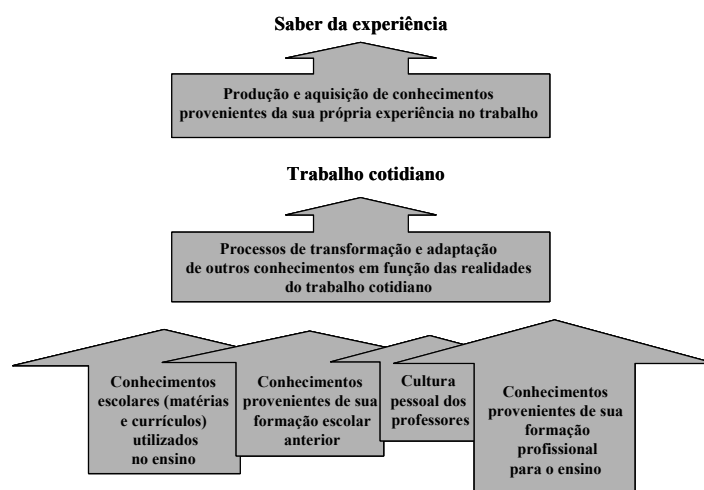 Saber da experiência
Produção e aquisição de conhecimentos
provenientes da sua própria experiência no trabalho
Trabalho cotidiano
Processos de transformação e adaptação
de outros conhecimentos em função das realidades
do trabalho cotidiano
Conhecimentos
escolares (matérias
e currículos)
utilizados
no ensino
Conhecimentos
provenientes de sua
formação escolar
anterior
Cultura
pessoal dos
professores
Conhecimentos
provenientes de sua
formação
profissional
para o ensino